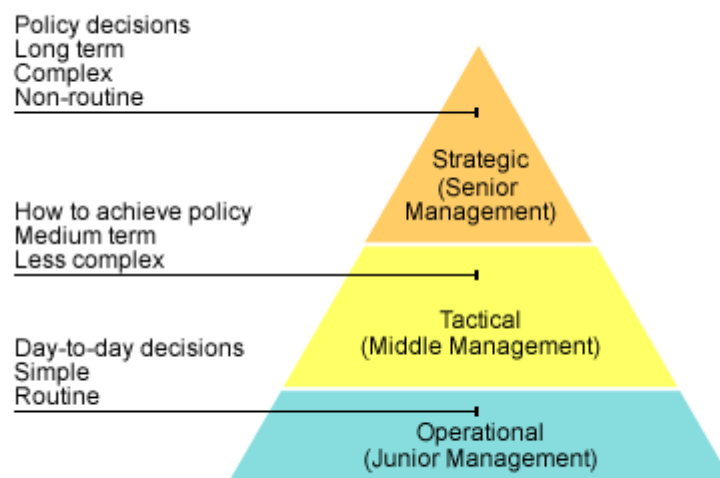 Policy decisions
Long term
Complex
Non-routine
Strategic
(Senior
Management)
How to achieve policy
Medium term
Less complex
Tactical
(Middle Management)
Day-to-day decisions
Simple
Routine
Operational
(Junior Management)